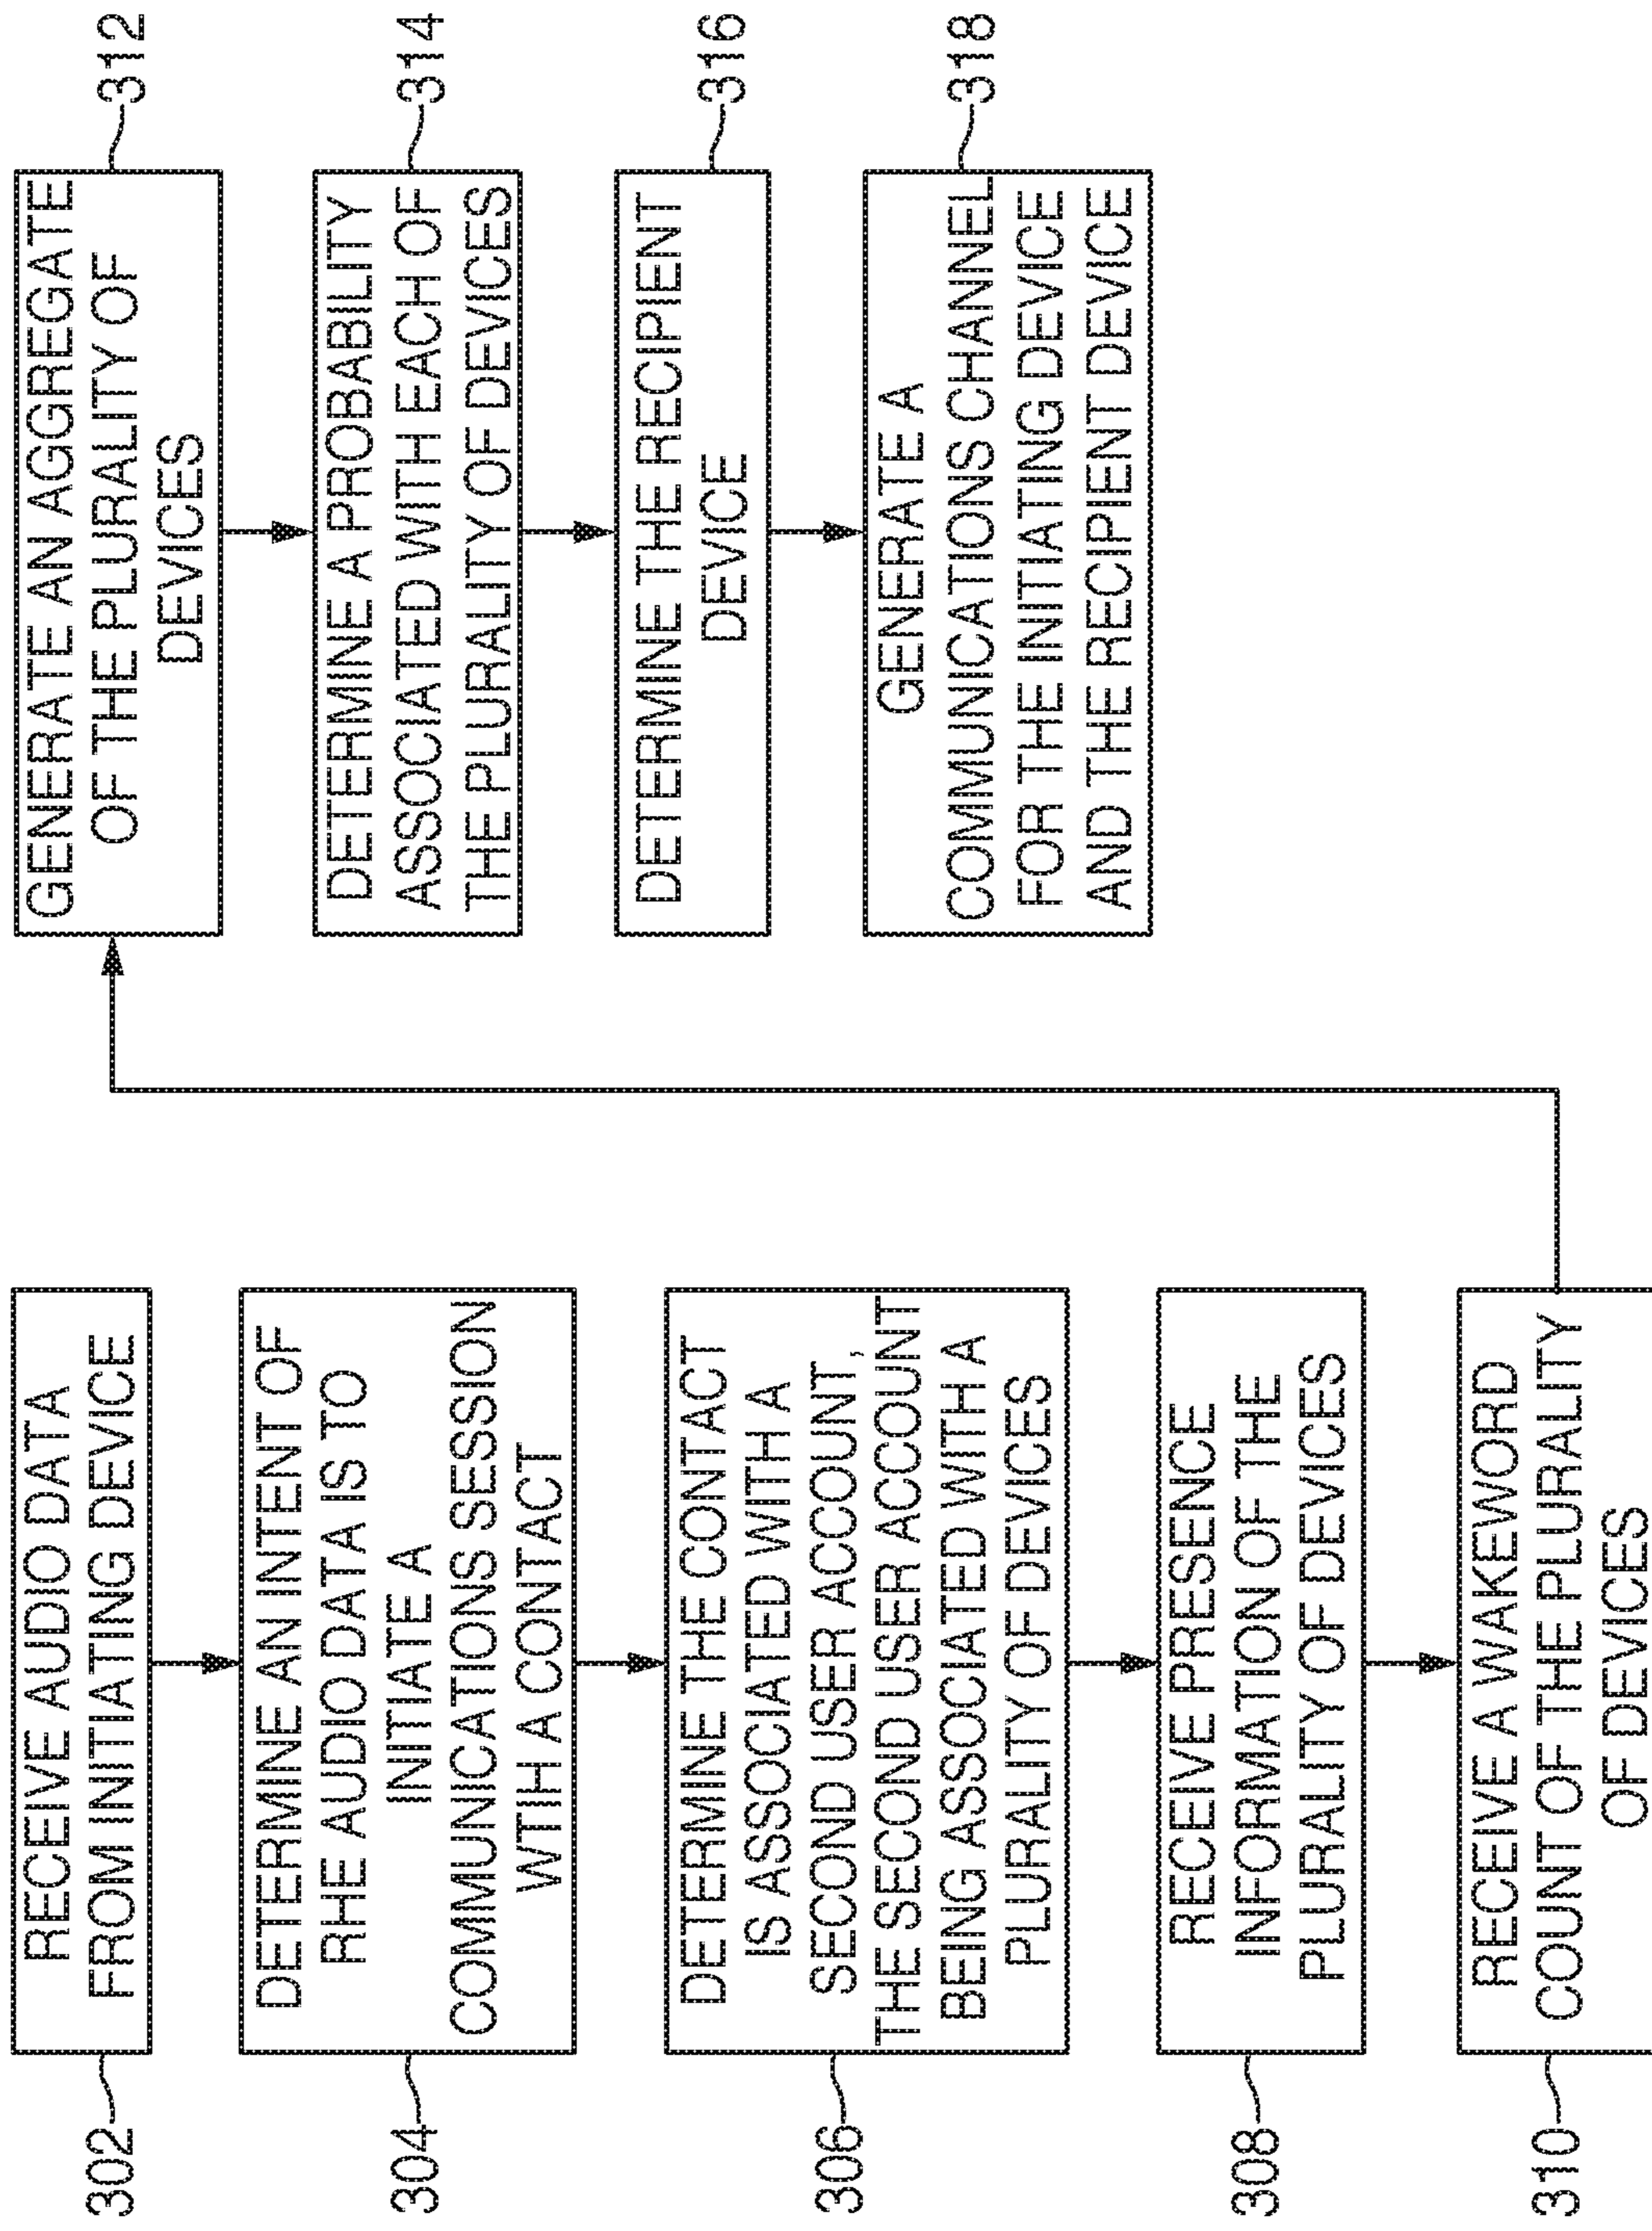 302
RECEIVE AUDIO DATA
FROM INITIATING DEVICE
304
DETERMINE AN INTENT OF
RHE AUDIO DATA IS TO
INITIATE A
COMMUNICATIONS SESSION
WTIH A CONTACT
306
DETERMINE THE CONTACT
IS ASSOCIATED WITH A
SECOND USER ACCOUNT,
THE SECOND USER ACCOUNT
BEING ASSOCIATED WITH A
PLURALITY OF DEVICES
308
RECEIVE PRESENCE
INFORMATION OF THE
PLURALITY OF DEVICES
310
RECEIVE A WAKEWORD
COUNT OF THE PLURALITY
OF DEVICES
GENERATE AN AGGREGATE
OF THE PLURALITY OF
DEVICES
312
DETERMINE A PROBABILITY
ASSOCIATED WITH EACH OF
THE PLURALITY OF DEVICES
314
DETERMINE THE RECIPIENT
DEVICE
316
GENERATE A
COMMUNICATIONS CHANNEL
FOR THE INITIATING DEVICE
AND THE RECIPIENT DEVICE
318